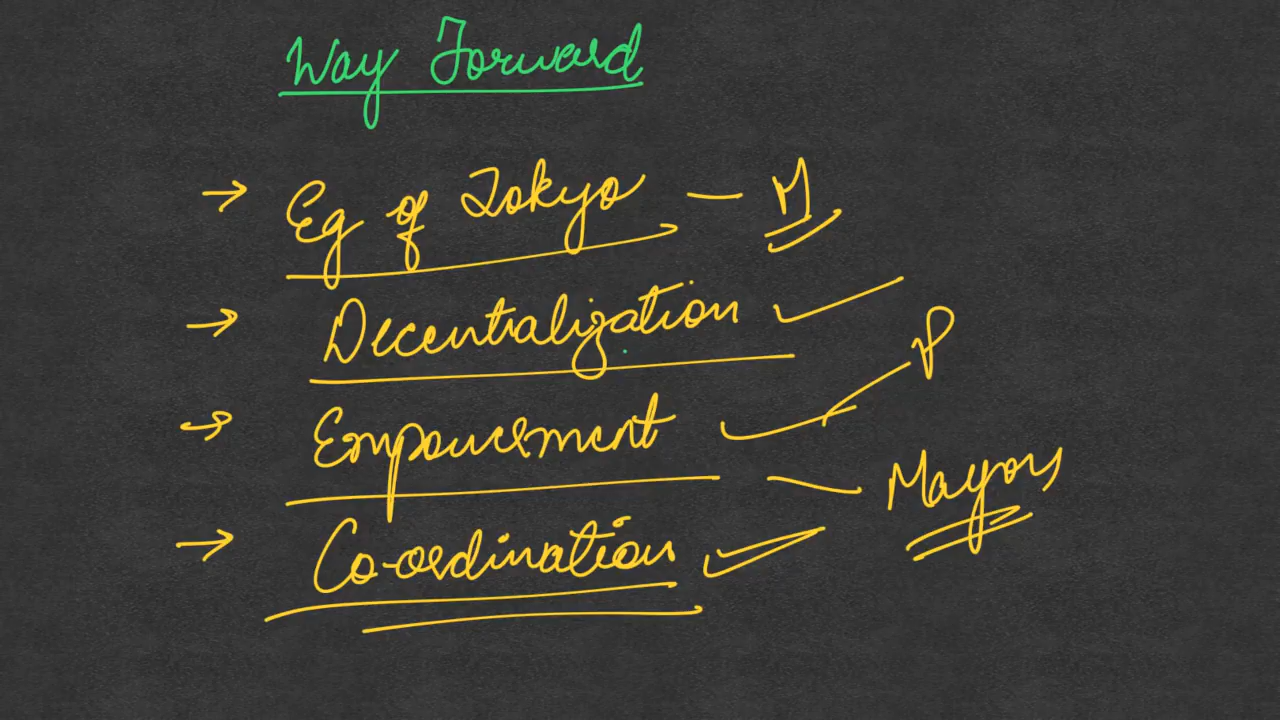 Way Forward
→ Eg of Tokyo – M
→ Decentralization
→ Empowerment P
→ Co-ordination Mayors